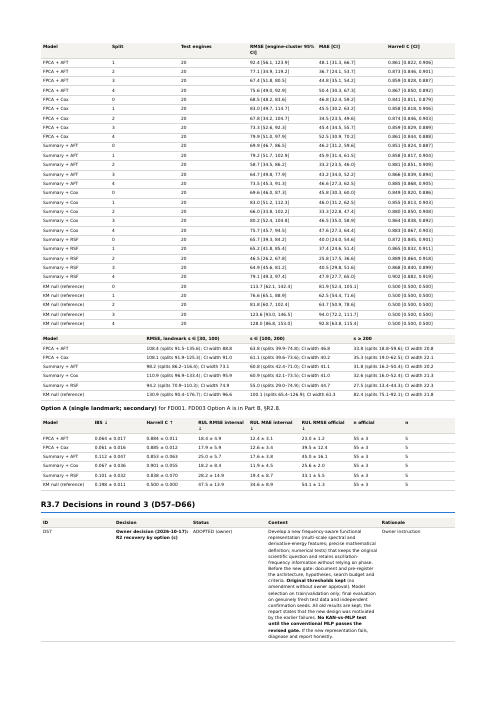 Model Split Test engines RMSE [engine-cluster 95% MAE [CI] Harrell C [CI]
CI]
FPCA + AFT 1 20 92.4 [56.1, 123.9] 48.1 [31.3, 66.7] 0.861 [0.822, 0.906]
FPCA + AFT 2 20 77.1 [34.9, 119.2] 36.7 [24.1, 53.7] 0.873 [0.846, 0.901]
FPCA + AFT 3 20 67.4 [51.8, 80.5] 44.8 [35.1, 54.2] 0.859 [0.828, 0.887]
FPCA + AFT 4 20 75.6 [49.0, 92.9] 50.4 [30.3, 67.3] 0.867 [0.850, 0.892]
FPCA + Cox 0 20 68.5 [48.2, 83.6] 46.8 [32.4, 59.2] 0.841 [0.811, 0.879]
FPCA + Cox 1 20 83.0 [49.7, 114.7] 45.5 [30.2, 63.3] 0.858 [0.818, 0.906]
FPCA + Cox 2 20 67.8 [34.2, 104.7] 34.5 [23.5, 49.6] 0.874 [0.846, 0.903]
FPCA + Cox 3 20 73.3 [52.6, 92.3] 45.4 [34.5, 55.7] 0.859 [0.829, 0.889]
FPCA + Cox 4 20 79.9 [51.6, 97.9] 52.5 [30.9, 70.2] 0.861 [0.844, 0.888]
Summary + AFT 0 20 69.9 [46.7, 86.5] 46.2 [31.2, 59.0] 0.851 [0.824, 0.887]
Summary + AFT 1 20 79.2 [51.7, 102.9] 45.9 [31.4, 61.5] 0.858 [0.817, 0.904]
Summary + AFT 2 20 58.7 [34.5, 86.2] 33.2 [23.5, 46.0] 0.881 [0.851, 0.909]
Summary + AFT 3 20 64.7 [49.8, 77.9] 43.2 [34.0, 52.2] 0.866 [0.839, 0.894]
Summary + AFT 4 20 73.5 [45.3, 91.3] 46.6 [27.3, 62.5] 0.885 [0.868, 0.905]
Summary + Cox 0 20 69.6 [46.0, 87.3] 45.8 [30.3, 60.0] 0.849 [0.820, 0.886]
Summary + Cox 1 20 83.0 [51.2, 112.3] 46.0 [31.2, 62.5] 0.855 [0.813, 0.903]
Summary + Cox 2 20 66.0 [33.8, 102.2] 33.3 [22.8, 47.4] 0.880 [0.850, 0.908]
Summary + Cox 3 20 80.2 [52.4, 104.8] 46.5 [35.0, 58.9] 0.864 [0.838, 0.892]
Summary + Cox 4 20 75.7 [45.7, 94.5] 47.6 [27.3, 64.4] 0.883 [0.867, 0.903]
Summary + RSF 0 20 65.7 [39.3, 84.2] 40.0 [24.2, 54.7] 0.872 [0.845, 0.901]
Summary + RSF 1 20 65.2 [41.8, 85.4] 37.4 [24.6, 51.4] 0.865 [0.832, 0.911]
Summary + RSF 2 20 46.5 [26.2, 67.8] 25.8 [17.5, 36.6] 0.889 [0.864, 0.918]
Summary + RSF 3 20 64.9 [45.6, 81.2] 40.5 [29.8, 51.6] 0.868 [0.840, 0.899]
Summary + RSF 4 20 79.1 [49.3, 97.4] 47.9 [27.2, 66.0] 0.902 [0.882, 0.919]
KM null (reference) 0 20 113.7 [62.1, 142.4] 81.9 [52.4, 105.1] 0.500 [0.500, 0.500]
KM null (reference) 1 20 76.6 [65.1, 88.9] 62.5 [54.4, 71.6] 0.500 [0.500, 0.500]
KM null (reference) 2 20 81.8 [60.7, 102.4] 63.7 [50.9, 78.6] 0.500 [0.500, 0.500]
KM null (reference) 3 20 123.6 [93.0, 146.5] 94.0 [72.2, 111.7] 0.500 [0.500, 0.500]
KM null (reference) 4 20 128.0 [86.8, 153.0] 92.8 [63.8, 115.4] 0.500 [0.500, 0.500]
Model RMSE, landmark s ∈ [30, 100) s ∈ [100, 200) s ≥ 200
FPCA + AFT 108.4 (splits 91.5–135.6); CI width 88.8 63.8 (splits 39.9–74.8); CI width 46.8 33.8 (splits 18.8–59.6); CI width 22.9
FPCA + Cox 108.1 (splits 91.9–125.3); CI width 91.0 61.1 (splits 39.6–73.6); CI width 40.2 35.3 (splits 19.0–62.5); CI width 22.1
Summary + AFT 98.2 (splits 86.2–116.4); CI width 73.1 60.8 (splits 42.4–71.0); CI width 41.1 31.8 (splits 16.2–50.4); CI width 20.2
Summary + Cox 110.9 (splits 96.9–133.4); CI width 95.9 60.9 (splits 42.1–73.5); CI width 41.0 32.6 (splits 16.0–52.4); CI width 21.3
Summary + RSF 94.2 (splits 70.9–110.3); CI width 74.9 55.0 (splits 29.0–74.9); CI width 44.7 27.5 (splits 13.4–44.3); CI width 22.3
KM null (reference) 130.9 (splits 90.4–176.7); CI width 96.6 100.1 (splits 65.4–126.9); CI width 61.3 82.4 (splits 75.1–92.1); CI width 21.8
Option A (single landmark; secondary) for FD001. FD003 Option A is in Part B, §R2.8.
Model IBS ↓ Harrell C ↑ RUL RMSE internal RUL MAE internal RUL RMSE official n official n
↓ ↓ ↓
FPCA + AFT 0.064 ± 0.017 0.884 ± 0.011 18.4 ± 4.9 12.4 ± 3.1 23.0 ± 1.2 55 ± 3 5
FPCA + Cox 0.061 ± 0.016 0.885 ± 0.012 17.9 ± 5.9 12.6 ± 3.4 39.5 ± 12.4 55 ± 3 5
Summary + AFT 0.112 ± 0.047 0.853 ± 0.063 25.0 ± 5.7 17.6 ± 3.8 45.0 ± 16.1 55 ± 3 5
Summary + Cox 0.067 ± 0.036 0.901 ± 0.055 18.2 ± 8.4 11.9 ± 4.5 25.6 ± 2.0 55 ± 3 5
Summary + RSF 0.101 ± 0.032 0.838 ± 0.070 28.2 ± 14.1 19.4 ± 8.7 33.1 ± 5.5 55 ± 3 5
KM null (reference) 0.198 ± 0.061 0.500 ± 0.000 47.5 ± 13.9 34.6 ± 8.9 54.1 ± 1.3 55 ± 3 5
R3.7 Decisions in round 3 (D57–D66)
ID Decision Status Content Rationale
D57 Owner decision (2026-10-17): ADOPTED (owner) Develop a new frequency-aware functional Owner instruction
R2 recovery by option (c) representation (multi-scale spectral and
derivative-energy features; precise mathematical
definition; numerical tests) that keeps the original
scientific question and retains oscillation-
frequency information without relying on phase.
Before the new gate: document and pre-register
the architecture, hypotheses, search budget and
criteria. Original thresholds kept (no
amendment without owner approval). Model
selection on train/validation only; final evaluation
on genuinely fresh test data and independent
confirmation seeds. All old results are kept; the
report states that the new design was motivated
by the earlier failures. No KAN-vs-MLP test
until the conventional MLP passes the
revised gate. If the new representation fails,
diagnose and report honestly.